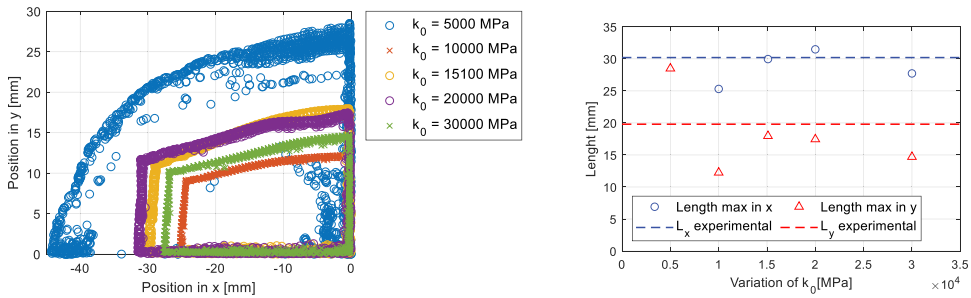 30
25
20
15
10
5
0
-40
-30
-20
-10
0
Position in y [mm]
Position in x [mm]
k0 = 5000 MPa
k0 = 10000 MPa
k0 = 15100 MPa
k0 = 20000 MPa
k0 = 30000 MPa
35
30
25
20
15
10
5
0
0
0.5
1
1.5
2
2.5
3
3.5
Lenght [mm]
Variation of k0[MPa]
×10^4
Length max in x
Length max in y
Lx experimental
Ly experimental